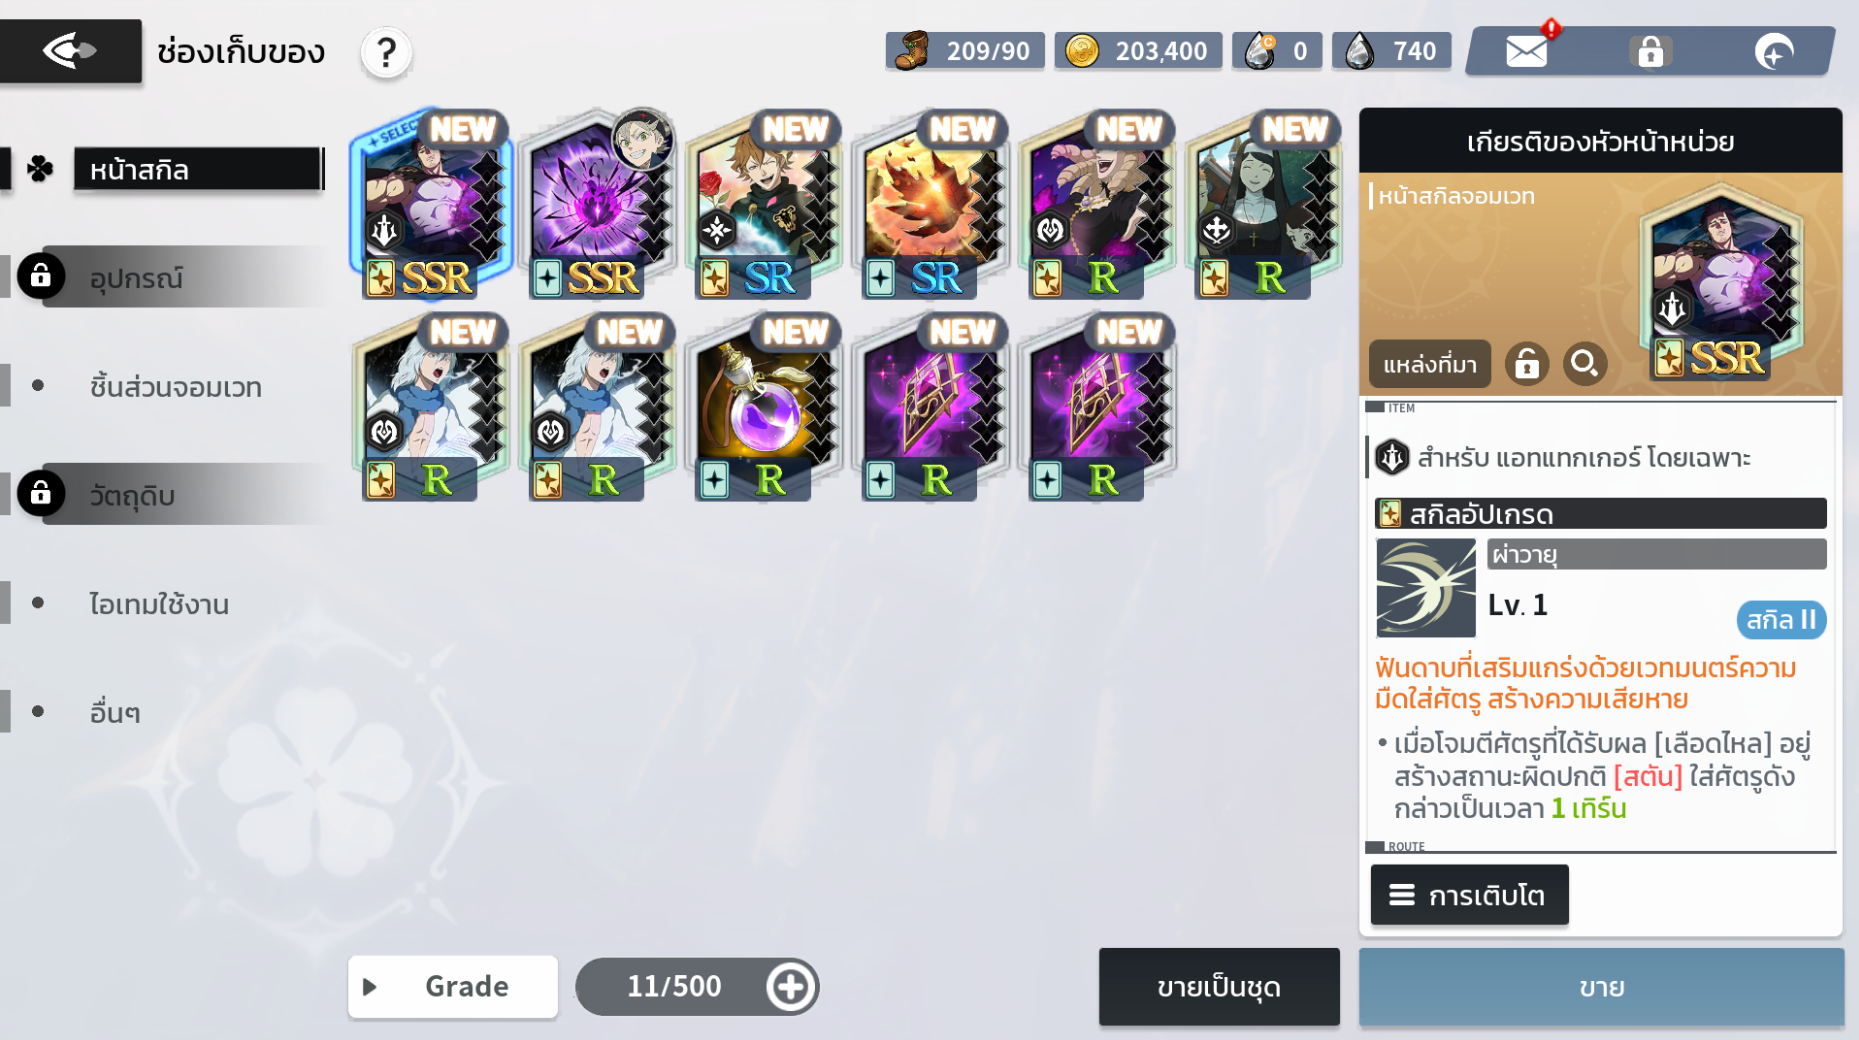 ช่องเก็บของ
?
209/90
203,400
0
740
หน้าสกิล
อุปกรณ์
ชิ้นส่วนจอมเวท
วัตถุดิบ
ไอเทมใช้งาน
อื่นๆ
+ SELEC
NEW
SSR
SSR
NEW
SR
NEW
SR
NEW
R
NEW
R
NEW
R
NEW
R
NEW
R
NEW
R
NEW
R
Grade
11/500
ขายเป็นชุด
เกียรติของหัวหน้าหน่วย
หน้าสกิลจอมเวท
แหล่งที่มา
SSR
ITEM
สำหรับ แอทแทกเกอร์ โดยเฉพาะ
สกิลอัปเกรด
ผ่าวายุ
Lv. 1
สกิล II
ฟันดาบที่เสริมแกร่งด้วยเวทมนตร์ความ
มืดใส่ศัตรู สร้างความเสียหาย
• เมื่อโจมตีศัตรูที่ได้รับผล [เลือดไหล] อยู่
สร้างสถานะผิดปกติ [สตัน] ใส่ศัตรูดัง
กล่าวเป็นเวลา 1 เทิร์น
ROUTE
การเติบโต
ขาย